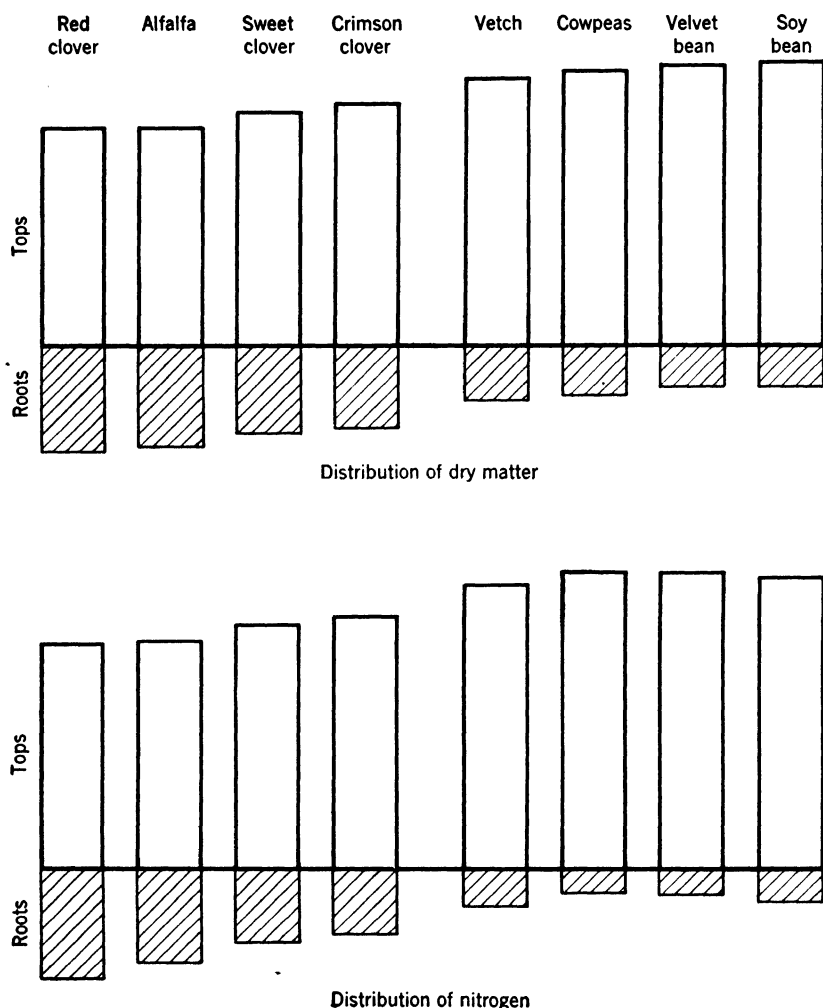 Red Alfalfa Sweet Crimson Vetch Cowpeas Velvet Soy
clover clover clover bean bean
Tops
Roots
Distribution of dry matter
Tops
Roots
Distribution of nitrogen